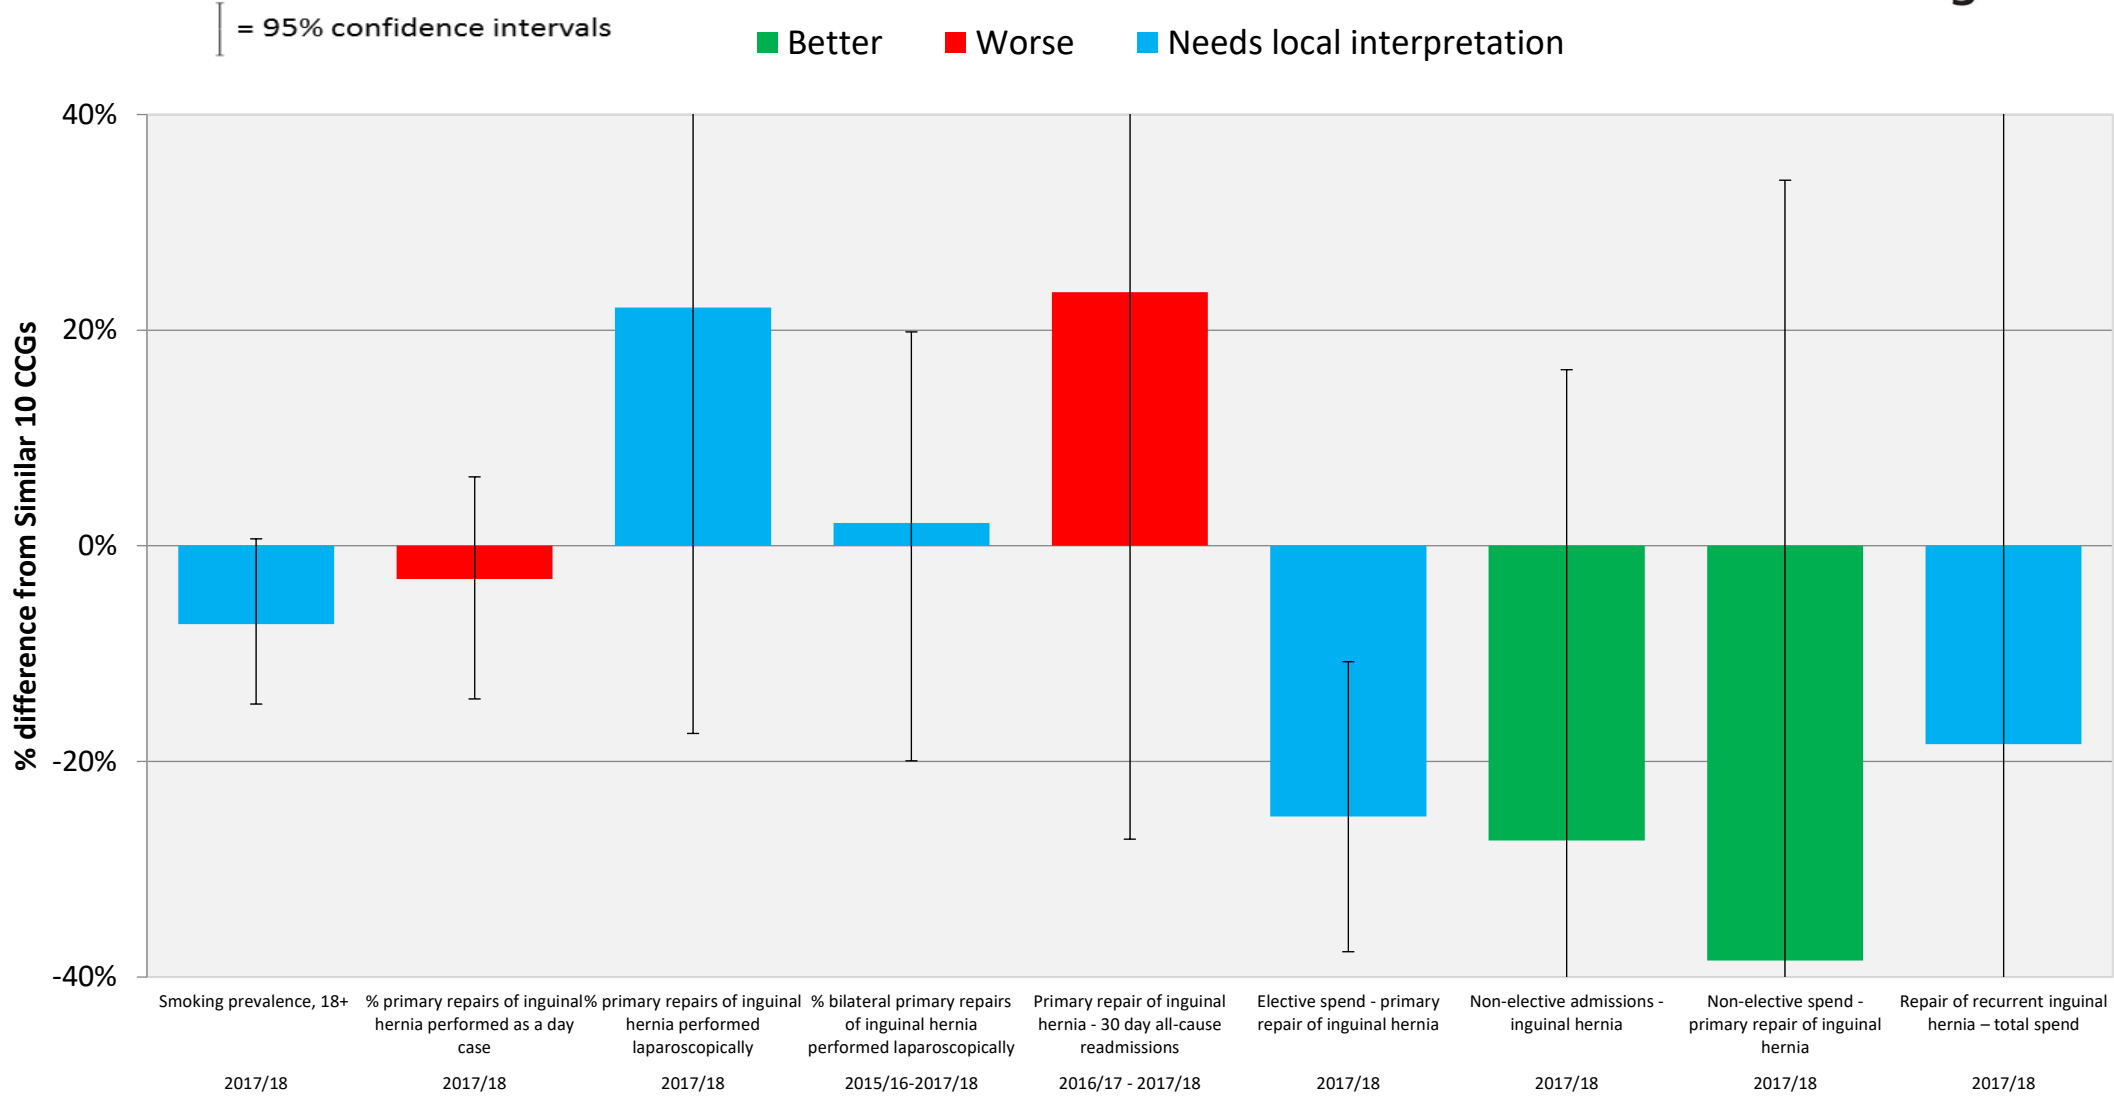 = 95% confidence intervals
Better
Worse
Needs local interpretation
% difference from Similar 10 CCGs
40%
20%
0%
-20%
-40%
Smoking prevalence, 18+
2017/18
% primary repairs of inguinal
hernia performed as a day
case
2017/18
% primary repairs of inguinal
hernia performed
laparoscopically
2017/18
% bilateral primary repairs
of inguinal hernia
performed laparoscopically
2015/16-2017/18
Primary repair of inguinal
hernia - 30 day all-cause
readmissions
2016/17 - 2017/18
Elective spend - primary
repair of inguinal hernia
2017/18
Non-elective admissions -
inguinal hernia
2017/18
Non-elective spend -
primary repair of inguinal
hernia
2017/18
Repair of recurrent inguinal
hernia – total spend
2017/18